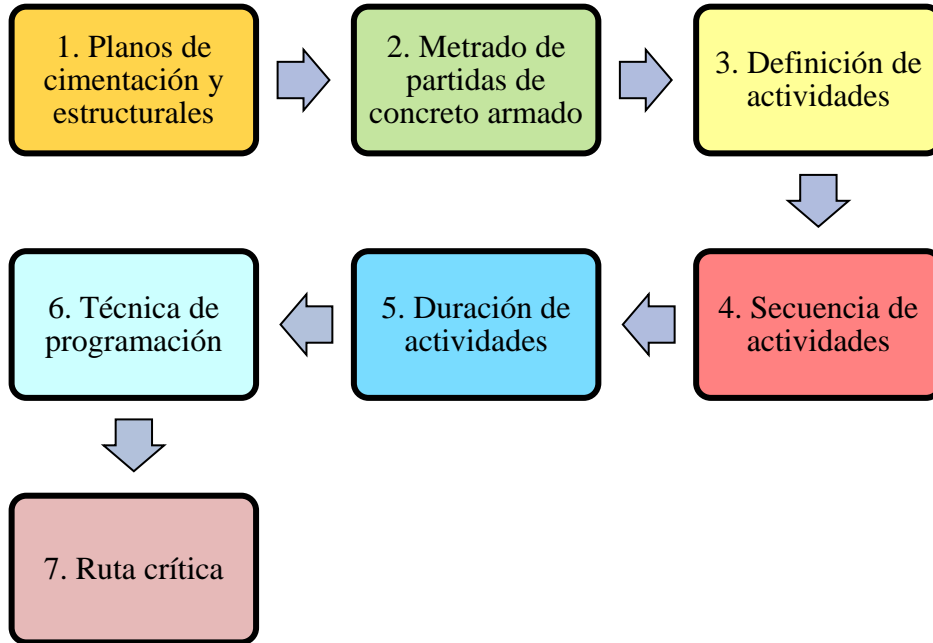 1. Planos de
cimentación y
estructurales
2. Metrado de
partidas de
concreto armado
3. Definición de
actividades
4. Secuencia de
actividades
5. Duración de
actividades
6. Técnica de
programación
7. Ruta crítica